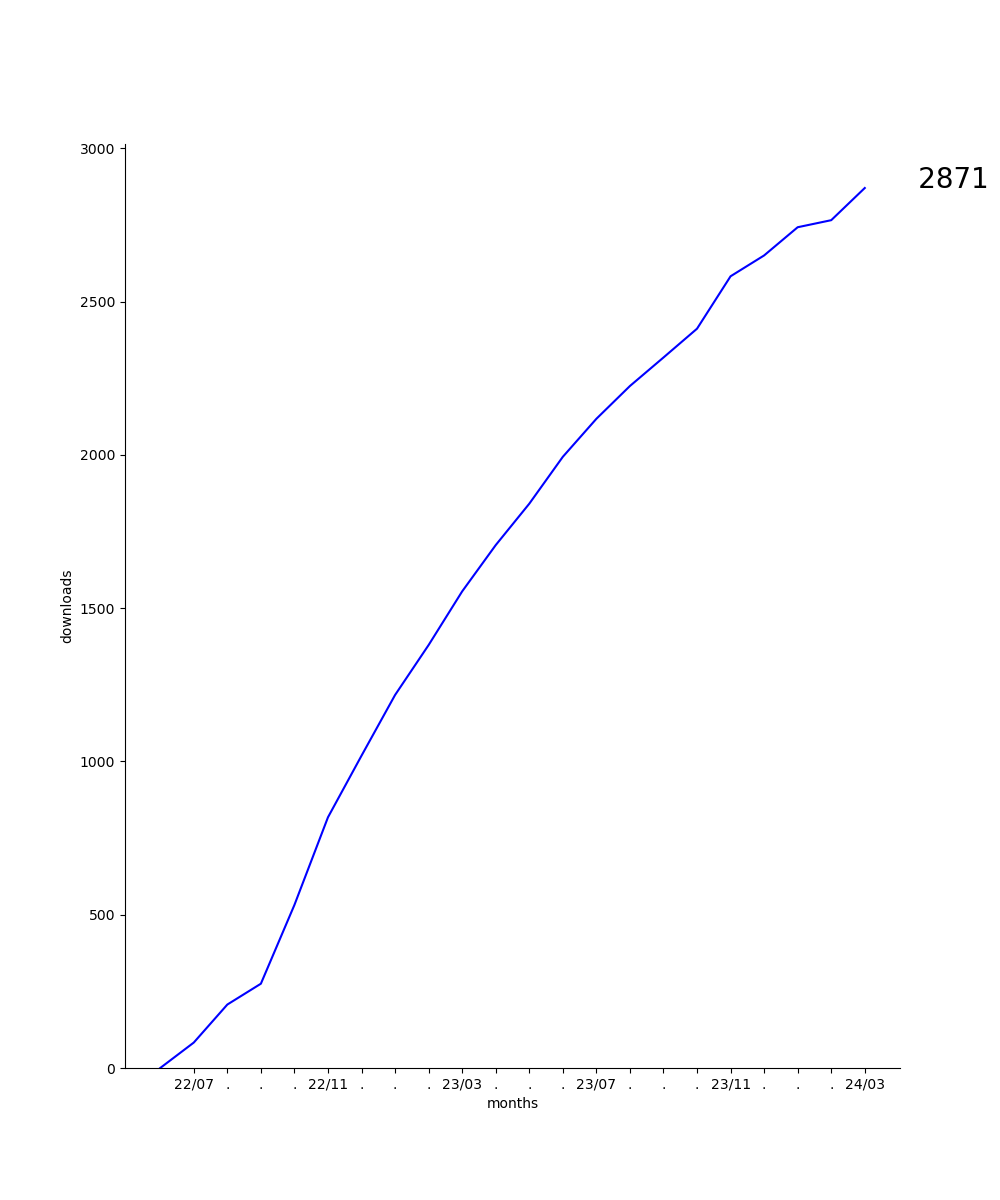 3000
2871
2500
2000
1500
1000
500
0
downloads
22/07 . . . 22/11 . . . 23/03 . . . 23/07 . . . 23/11 . . . 24/03
months